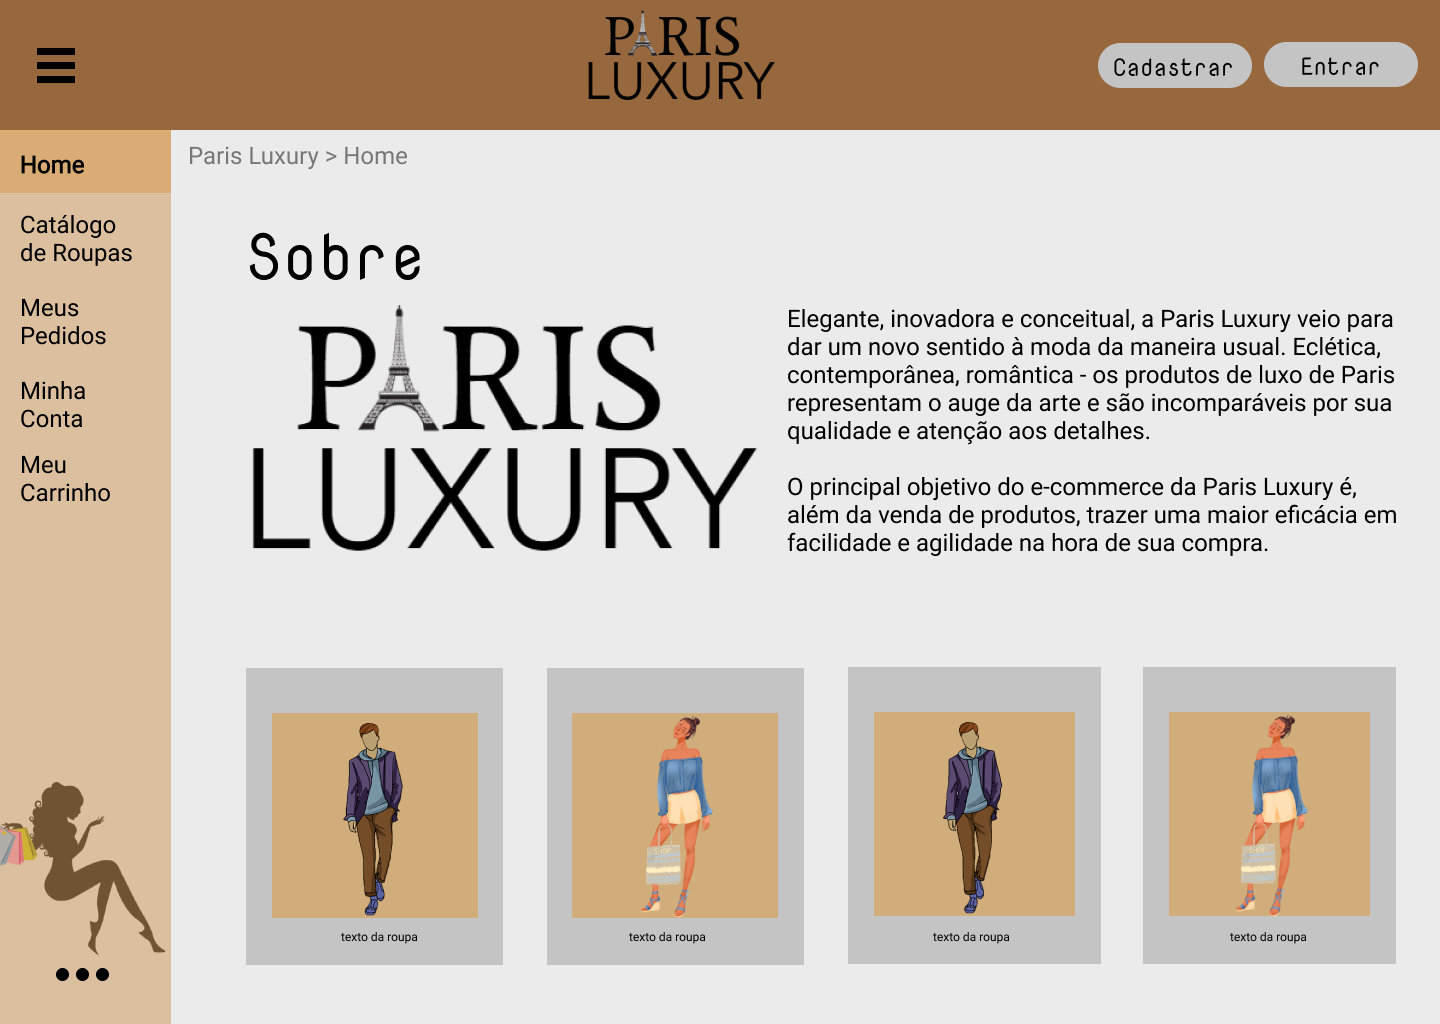 PARIS
LUXURY
Cadastrar
Entrar
Home
Catálogo
de Roupas
Meus
Pedidos
Minha
Conta
Meu
Carrinho
Paris Luxury > Home
Sobre
PARIS
LUXURY
Elegante, inovadora e conceitual, a Paris Luxury veio para
dar um novo sentido à moda da maneira usual. Eclética,
contemporânea, romântica - os produtos de luxo de Paris
representam o auge da arte e são incomparáveis por sua
qualidade e atenção aos detalhes.
O principal objetivo do e-commerce da Paris Luxury é,
além da venda de produtos, trazer uma maior eficácia em
facilidade e agilidade na hora de sua compra.
SHOP
SHOP
texto da roupa
texto da roupa
texto da roupa
texto da roupa